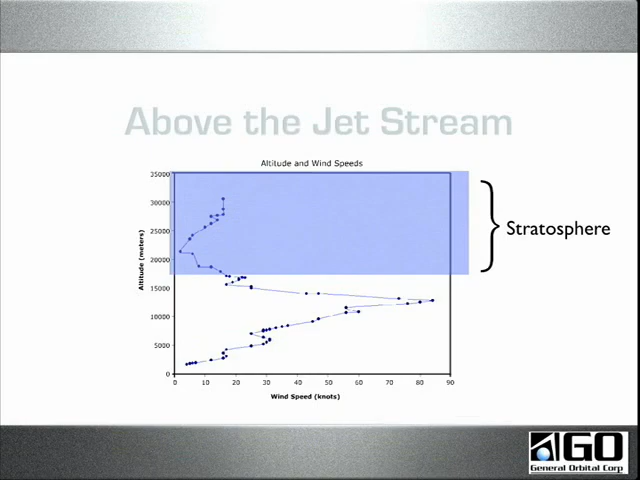 Above the Jet Stream
Altitude and Wind Speeds
35000
30000
25000
20000
15000
10000
5000
0
Altitude (meters)
0 10 20 30 40 50 60 70 80 90
Wind Speed (knots)
Stratosphere
GO
General Orbital Corp